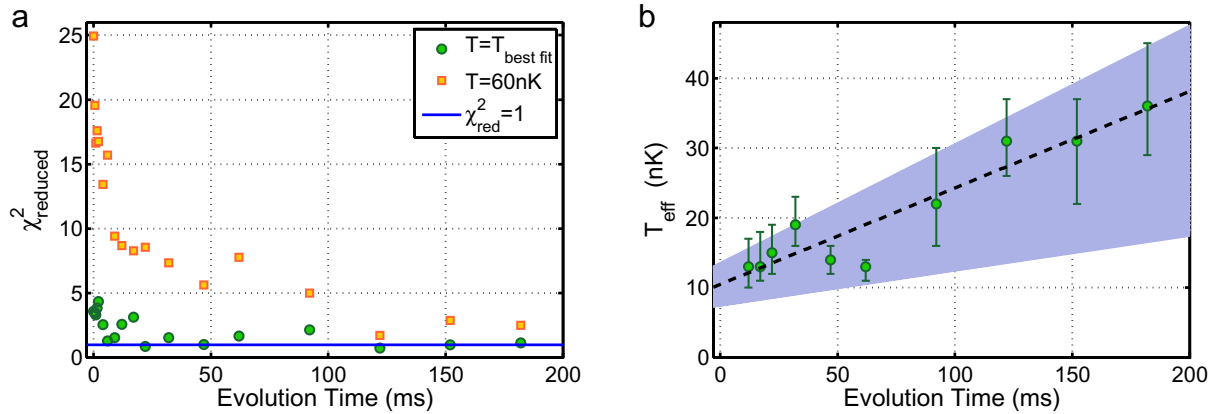 a
25
20
15
10
5
0
0 50 100 150 200
χ²reduced
Evolution Time (ms)
T=Tbest fit
T=60nK
χ²red=1
b
40
30
20
10
0
0 50 100 150 200
Teff (nK)
Evolution Time (ms)